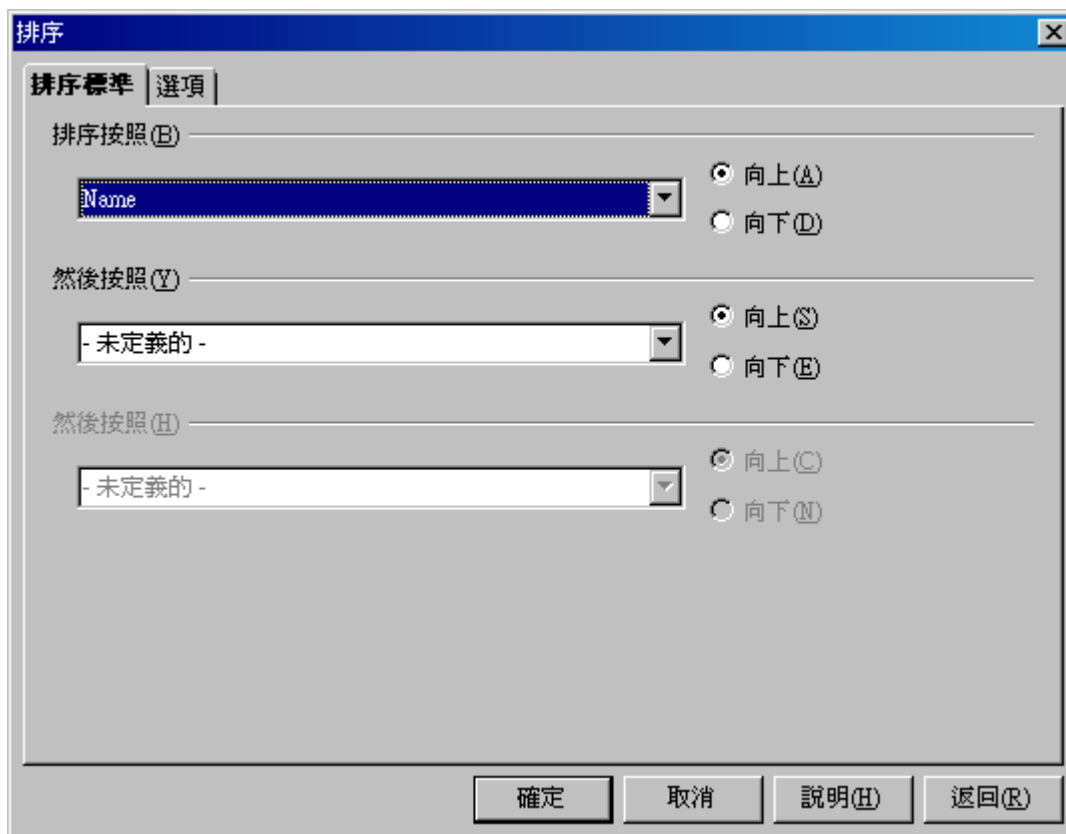 排序
排序標準 選項
排序按照(B)
Name
向上(A)
向下(D)
然後按照(Y)
- 未定義的 -
向上(S)
向下(E)
然後按照(H)
- 未定義的 -
向上(C)
向下(N)
確定 取消 說明(H) 返回(R)